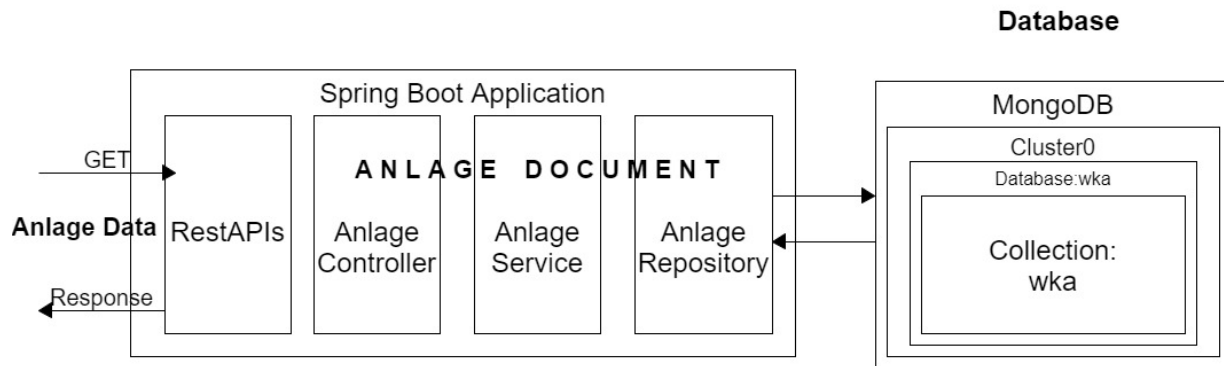 Database
Spring Boot Application
MongoDB
Cluster0
GET
A N L A G E D O C U M E N T
Database:wka
Anlage Data
RestAPIs
Anlage
Controller
Anlage
Service
Anlage
Repository
Collection:
wka
Response